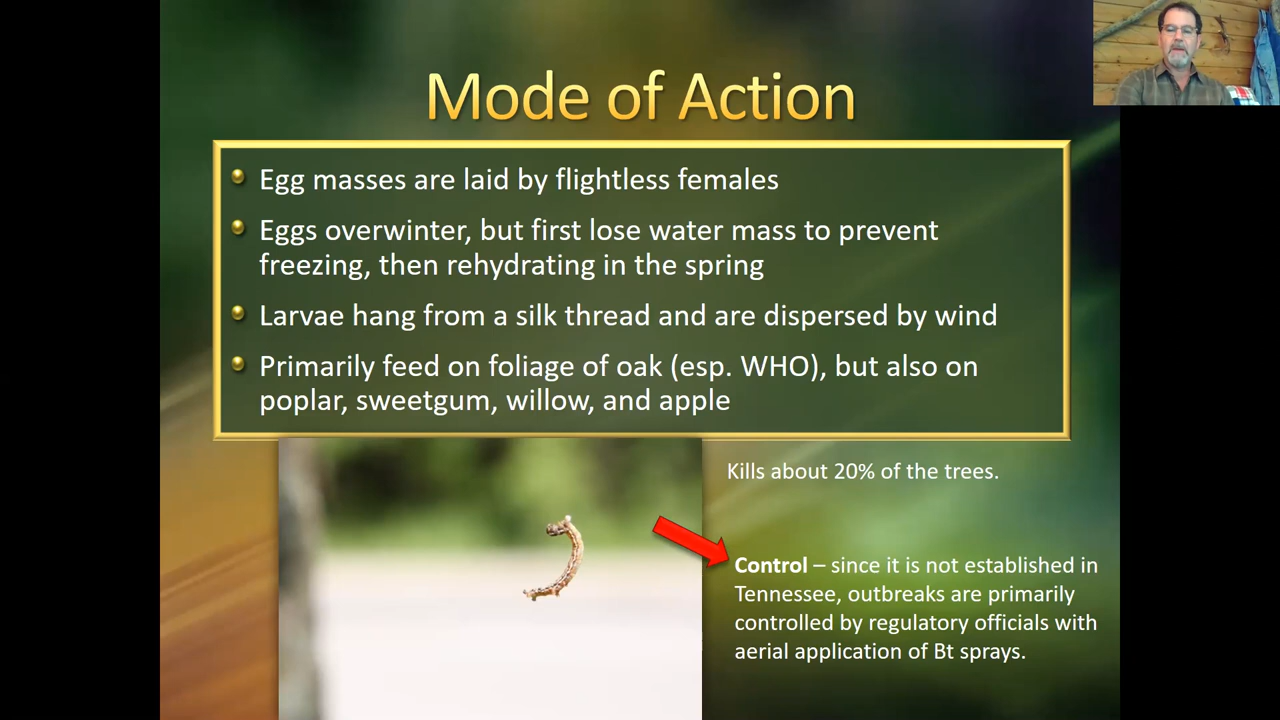 Mode of Action
Egg masses are laid by flightless females
Eggs overwinter, but first lose water mass to prevent
freezing, then rehydrating in the spring
Larvae hang from a silk thread and are dispersed by wind
Primarily feed on foliage of oak (esp. WHO), but also on
poplar, sweetgum, willow, and apple
Kills about 20% of the trees.
Control – since it is not established in
Tennessee, outbreaks are primarily
controlled by regulatory officials with
aerial application of Bt sprays.